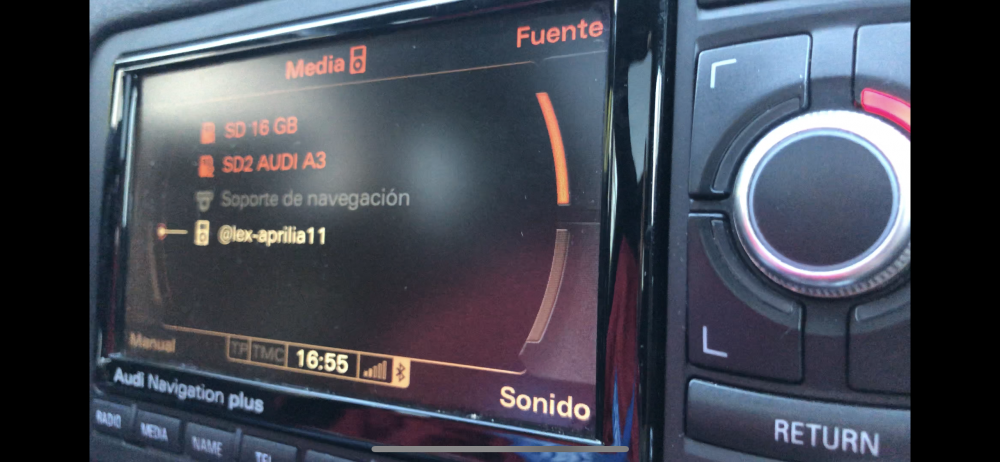 Fuente
Media
SD 16 GB
SD2 AUDI A3
Soporte de navegación
@lex-aprilia11
Manual
TP TMC 16:55
Sonido
Audi Navigation plus
RADIO
MEDIA
NAME
TEL
RETURN